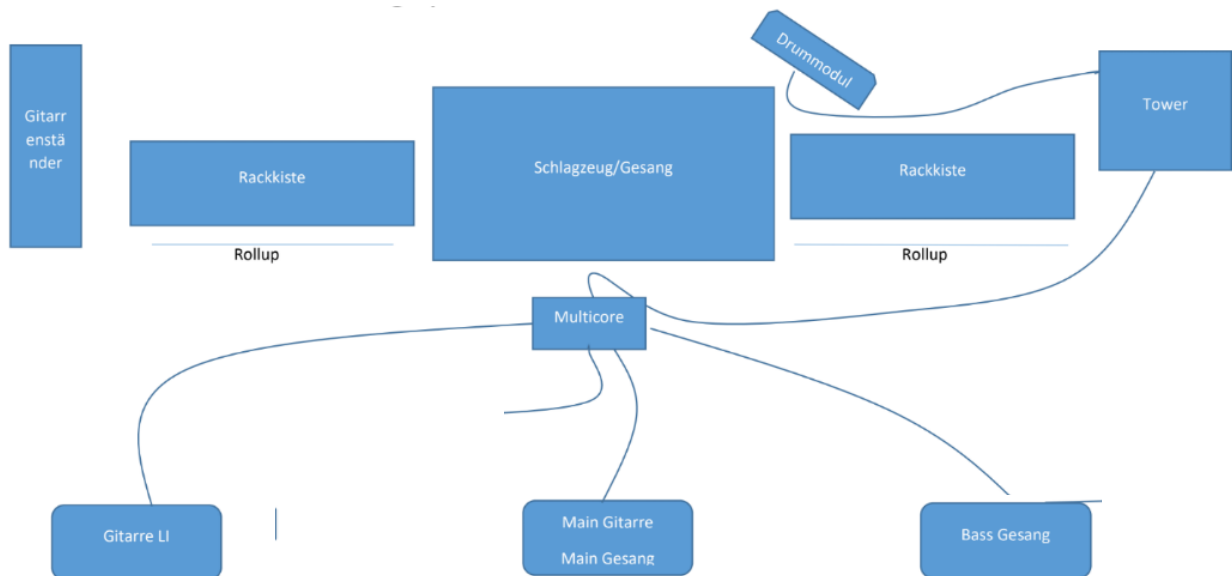 Drummodul
Tower
Gitarr
enstä
nder
Rackkiste
Schlagzeug/Gesang
Rackkiste
Rollup
Rollup
Multicore
Gitarre LI
Main Gitarre
Main Gesang
Bass Gesang